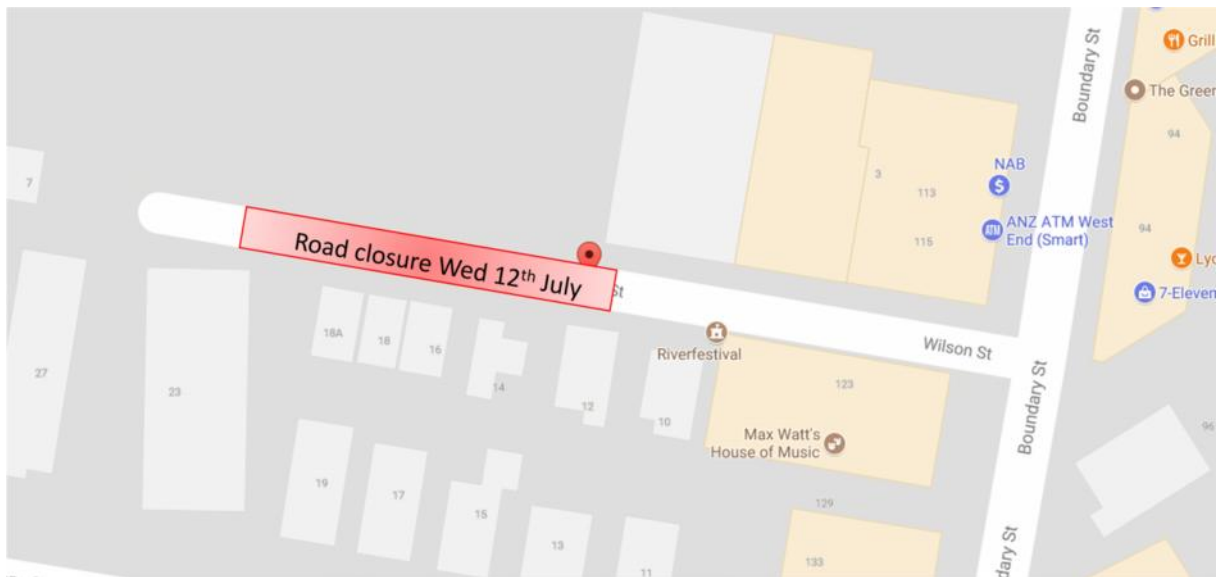 Boundary St
Grill
The Green
94
7
3
NAB
113
ANZ ATM West
End (Smart)
115
94
Road closure Wed 12th July
St
Lyc
7-Eleven
Riverfestival
Wilson St
18A
18
16
14
12
10
123
27
23
Max Watt's
House of Music
Boundary St
96
19
17
15
13
11
129
133
Boundary St